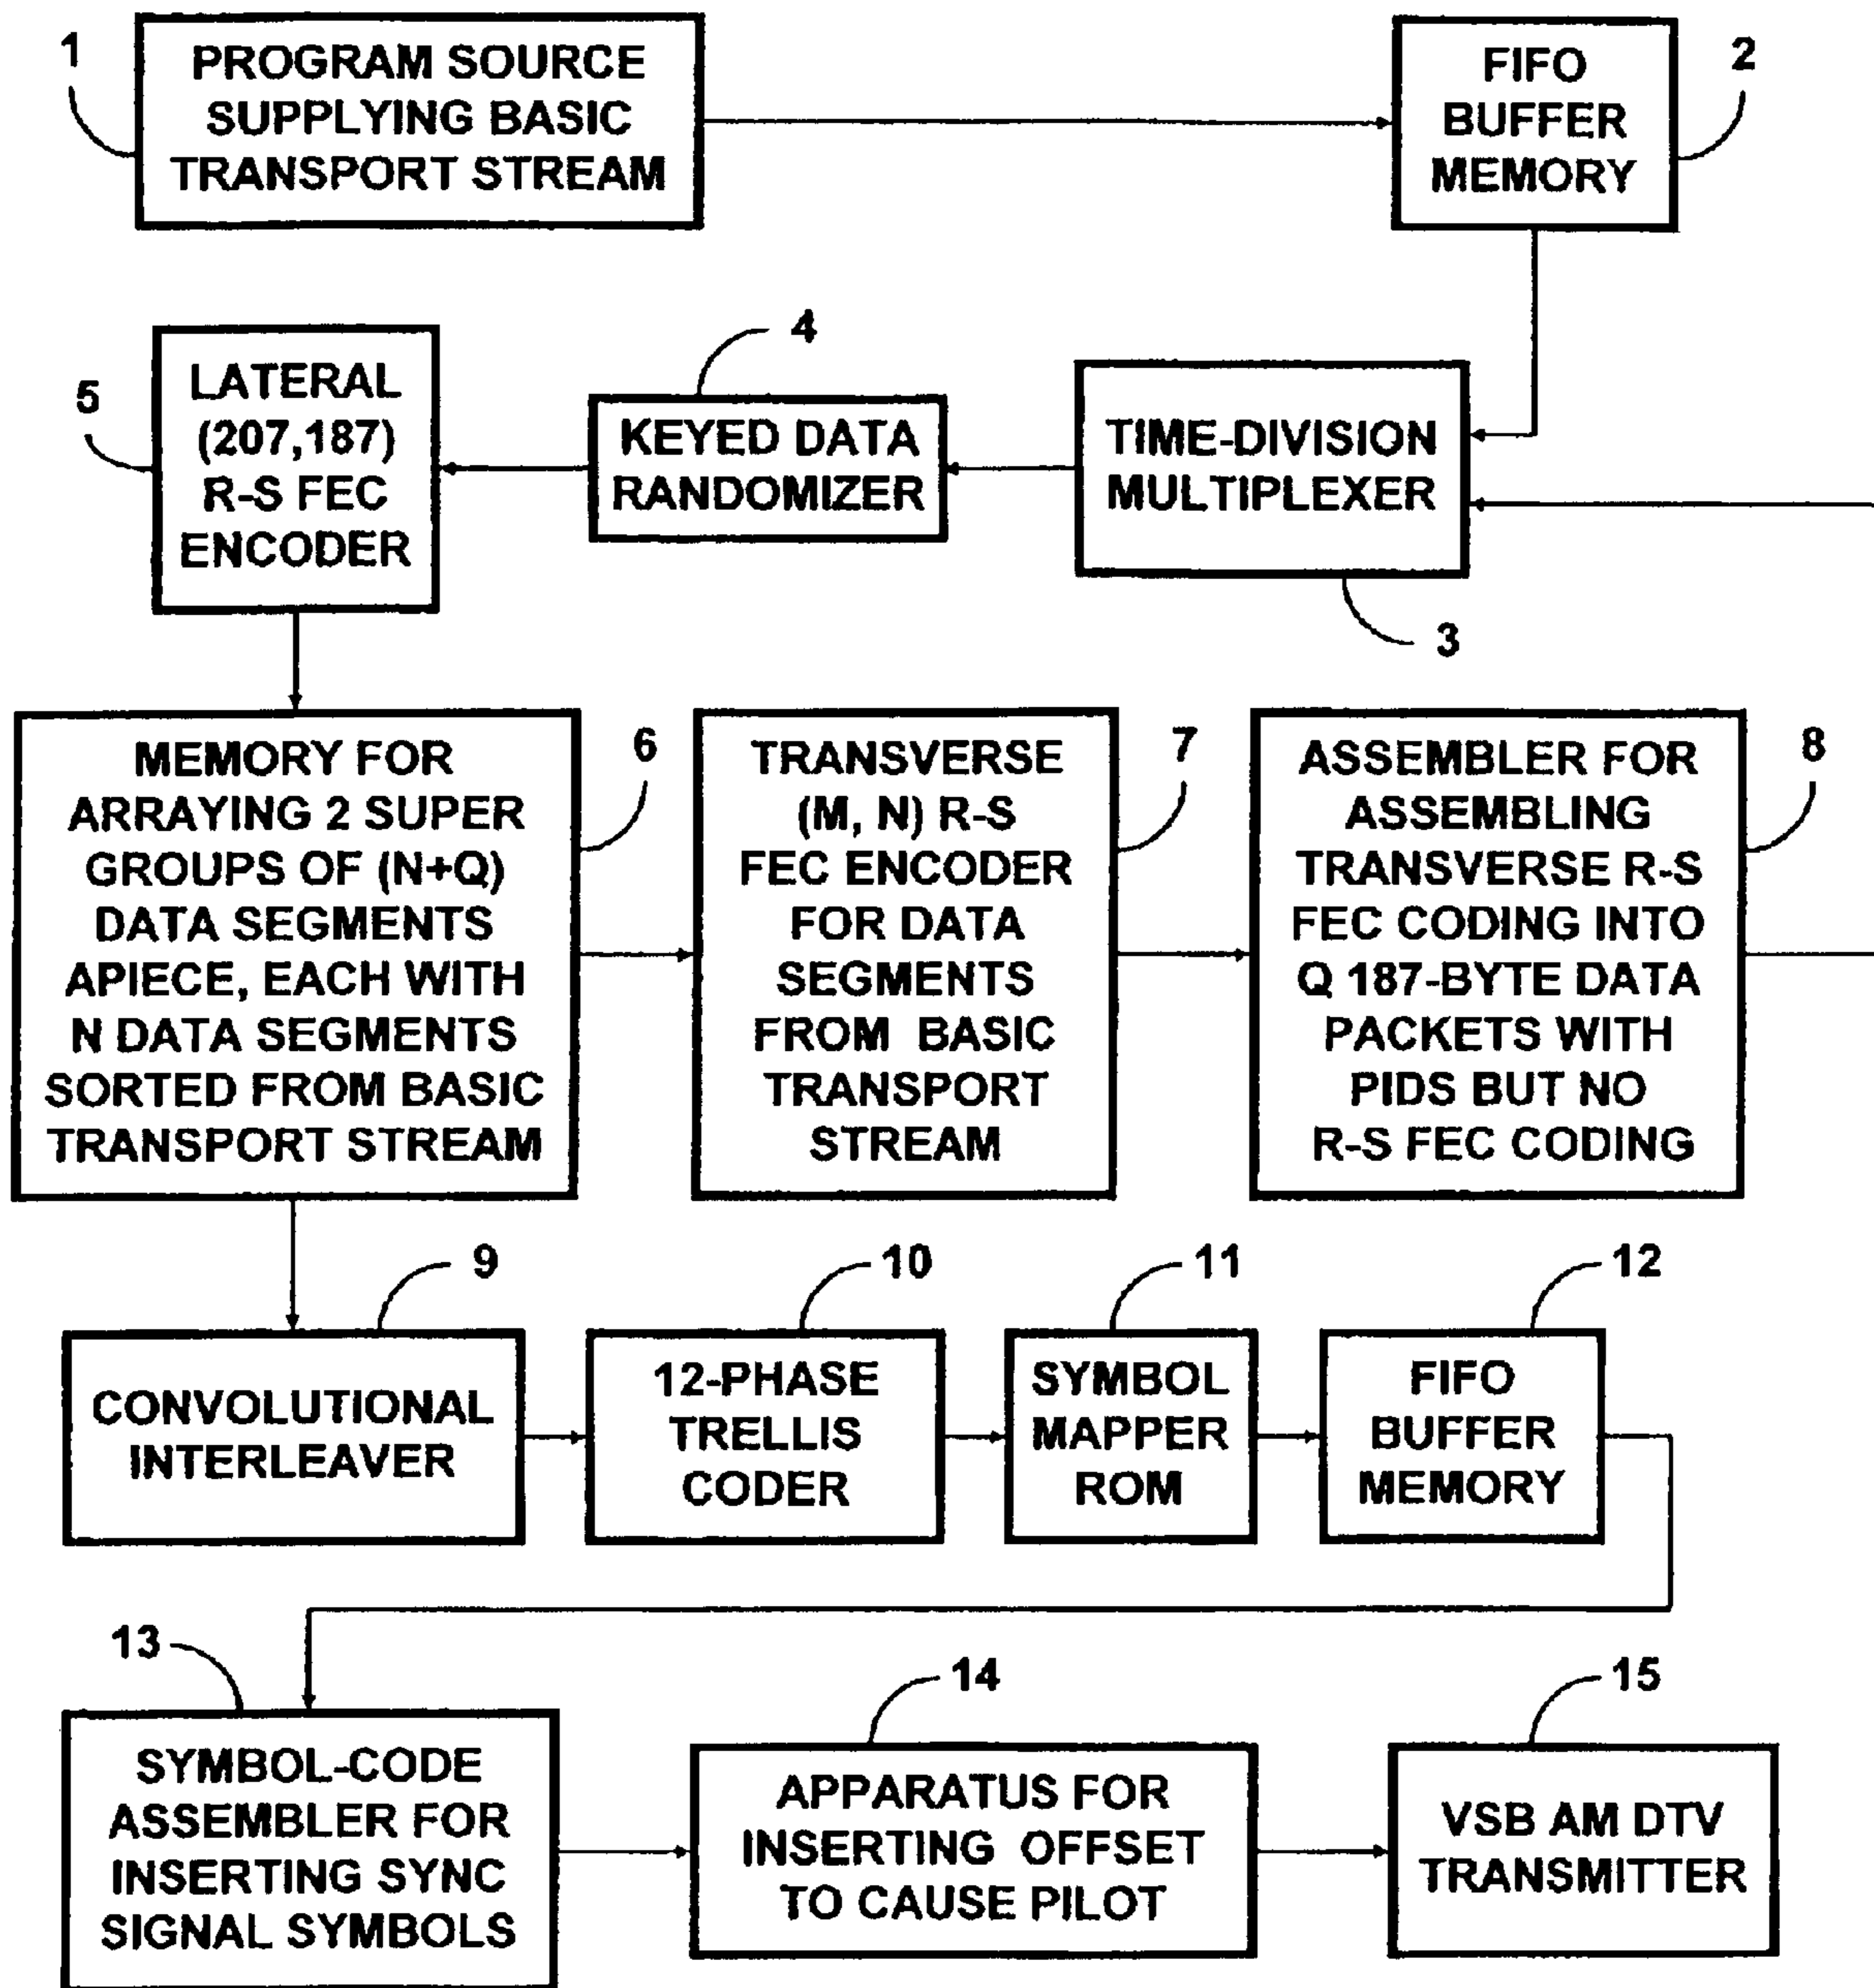 1
PROGRAM SOURCE
SUPPLYING BASIC
TRANSPORT STREAM
FIFO
BUFFER
MEMORY
2
5
LATERAL
(207,187)
R-S FEC
ENCODER
4
KEYED DATA
RANDOMIZER
TIME-DIVISION
MULTIPLEXER
3
MEMORY FOR
ARRAYING 2 SUPER
GROUPS OF (N+Q)
DATA SEGMENTS
APIECE, EACH WITH
N DATA SEGMENTS
SORTED FROM BASIC
TRANSPORT STREAM
6
TRANSVERSE
(M, N) R-S
FEC ENCODER
FOR DATA
SEGMENTS
FROM BASIC
TRANSPORT
STREAM
7
ASSEMBLER FOR
ASSEMBLING
TRANSVERSE R-S
FEC CODING INTO
Q 187-BYTE DATA
PACKETS WITH
PIDS BUT NO
R-S FEC CODING
8
9
CONVOLUTIONAL
INTERLEAVER
10
12-PHASE
TRELLIS
CODER
11
SYMBOL
MAPPER
ROM
12
FIFO
BUFFER
MEMORY
13
SYMBOL-CODE
ASSEMBLER FOR
INSERTING SYNC
SIGNAL SYMBOLS
14
APPARATUS FOR
INSERTING OFFSET
TO CAUSE PILOT
15
VSB AM DTV
TRANSMITTER